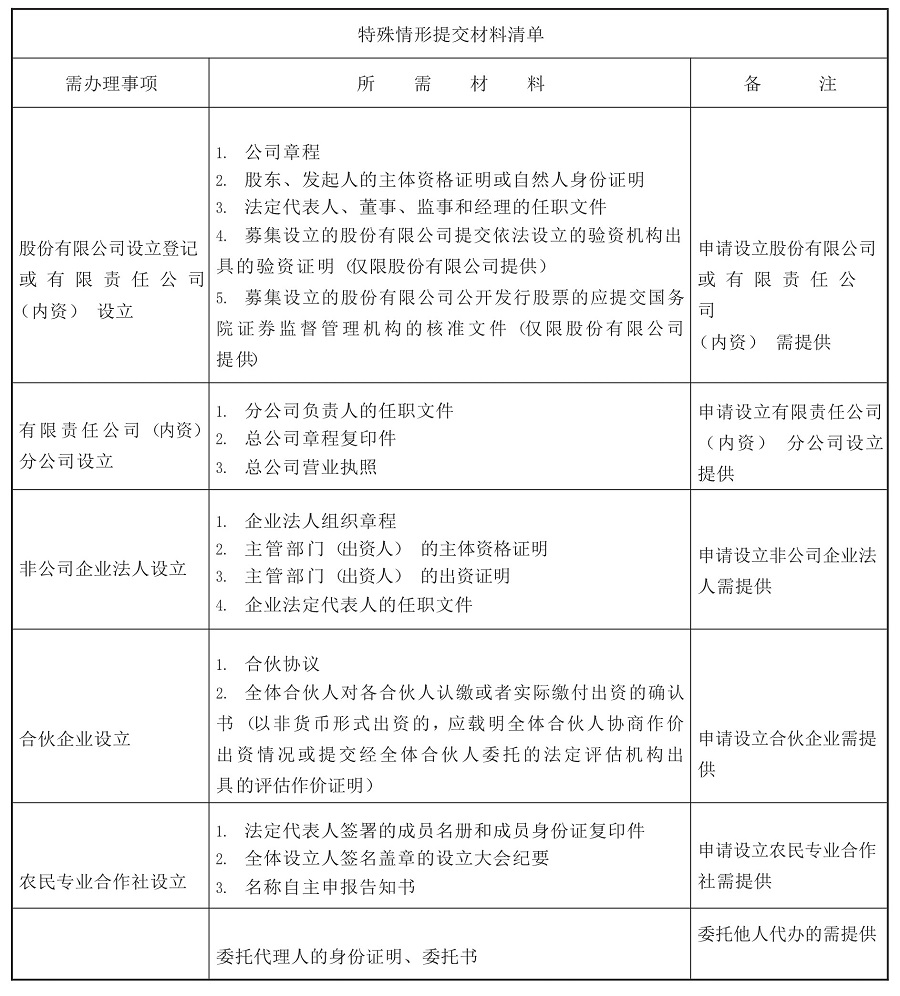 特殊情形提交材料清单
需办理事项
所 需 材 料
备 注
股份有限公司设立登记
或有限责任公司
（内资） 设立
1. 公司章程
2. 股东、发起人的主体资格证明或自然人身份证明
3. 法定代表人、董事、监事和经理的任职文件
4. 募集设立的股份有限公司提交依法设立的验资机构出
具的验资证明（仅限股份有限公司提供）
5. 募集设立的股份有限公司公开发行股票的应提交国务
院证券监督管理机构的核准文件（仅限股份有限公司
提供）
申请设立股份有限公司
或有限责任公
司
（内资） 需提供
有限责任公司（内资）
分公司设立
1. 分公司负责人的任职文件
2. 总公司章程复印件
3. 总公司营业执照
申请设立有限责任公司
（内资） 分公司设立
提供
非公司企业法人设立
1. 企业法人组织章程
2. 主管部门（出资人） 的主体资格证明
3. 主管部门（出资人） 的出资证明
4. 企业法定代表人的任职文件
申请设立非公司企业法
人需提供
合伙企业设立
1. 合伙协议
2. 全体合伙人对各合伙人认缴或者实际缴付出资的确认
书（以非货币形式出资的，应载明全体合伙人协商作价
出资情况或提交经全体合伙人委托的法定评估机构出
具的评估作价证明）
申请设立合伙企业需提
供
农民专业合作社设立
1. 法定代表人签署的成员名册和成员身份证复印件
2. 全体设立人签名盖章的设立大会纪要
3. 名称自主申报告知书
申请设立农民专业合作
社需提供
委托代理人的身份证明、委托书
委托他人代办的需提供